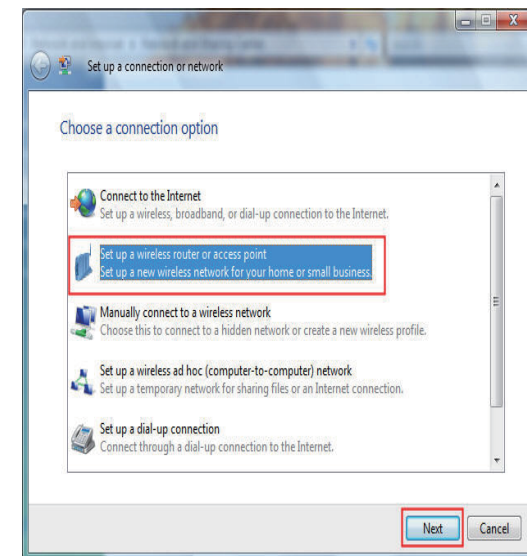 Set up a connection or network
Choose a connection option
Connect to the Internet
Set up a wireless, broadband, or dial-up connection to the Internet.
Set up a wireless router or access point
Set up a new wireless network for your home or small business.
Manually connect to a wireless network
Choose this to connect to a hidden network or create a new wireless profile.
Set up a wireless ad hoc (computer-to-computer) network
Set up a temporary network for sharing files or an Internet connection.
Set up a dial-up connection
Connect through a dial-up connection to the Internet.
Next Cancel